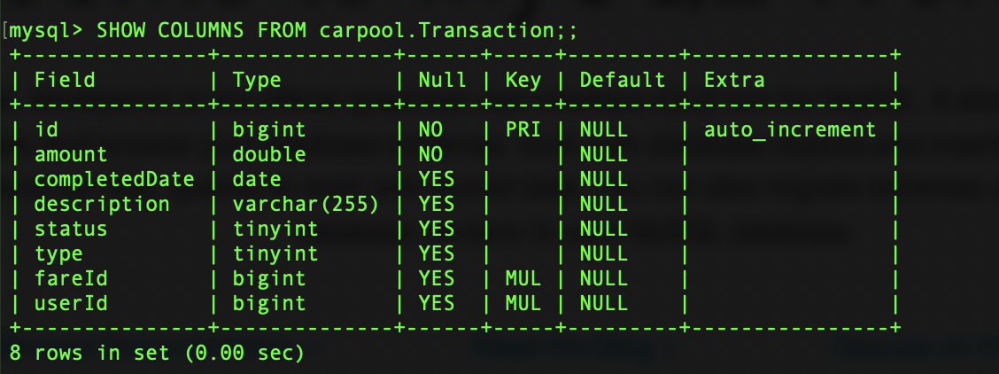 [mysql> SHOW COLUMNS FROM carpool.Transaction;;
+---------------+--------------+------+-----+---------+----------------+
| Field         | Type         | Null | Key | Default | Extra          |
+---------------+--------------+------+-----+---------+----------------+
| id            | bigint       | NO   | PRI | NULL    | auto_increment |
| amount        | double       | NO   |     | NULL    |                |
| completedDate | date         | YES  |     | NULL    |                |
| description   | varchar(255) | YES  |     | NULL    |                |
| status        | tinyint      | YES  |     | NULL    |                |
| type          | tinyint      | YES  |     | NULL    |                |
| fareId        | bigint       | YES  | MUL | NULL    |                |
| userId        | bigint       | YES  | MUL | NULL    |                |
+---------------+--------------+------+-----+---------+----------------+
8 rows in set (0.00 sec)